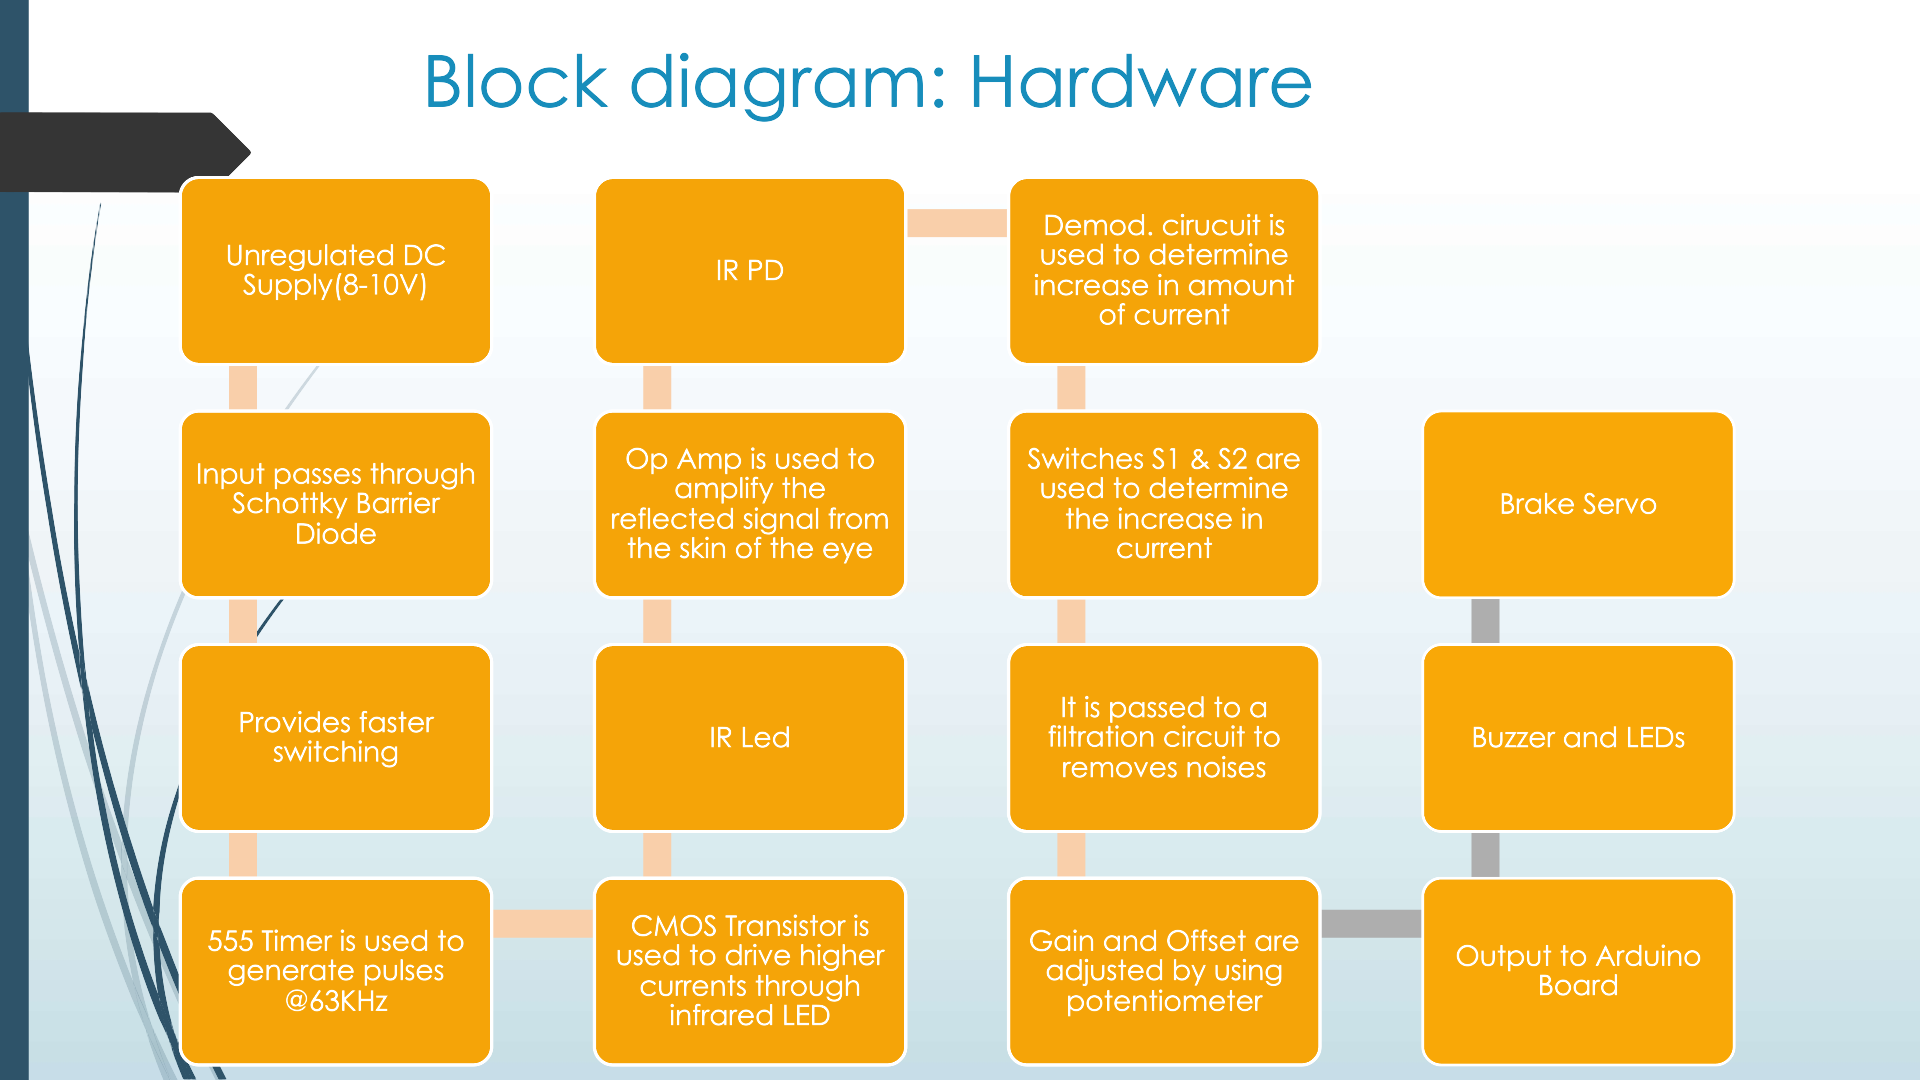 Block diagram: Hardware
Unregulated DC
Supply(8-10V)
Input passes through
Schottky Barrier
Diode
Provides faster
switching
555 Timer is used to
generate pulses
@63KHz
CMOS Transistor is
used to drive higher
currents through
infrared LED
IR Led
Op Amp is used to
amplify the
reflected signal from
the skin of the eye
IR PD
Demod. cirucuit is
used to determine
increase in amount
of current
Switches S1 & S2 are
used to determine
the increase in
current
It is passed to a
filtration circuit to
removes noises
Gain and Offset are
adjusted by using
potentiometer
Output to Arduino
Board
Buzzer and LEDs
Brake Servo